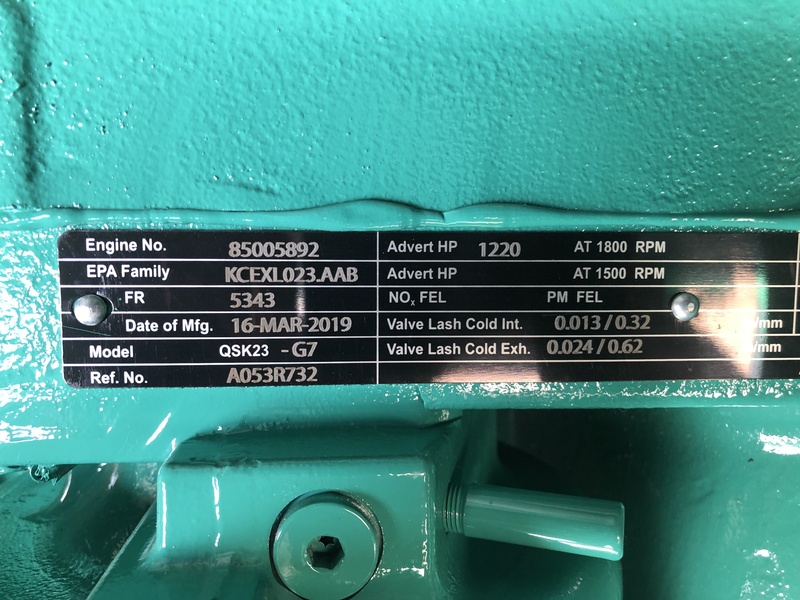 Engine No. 85005892
EPA Family KCEXL023.AAB
FR 5343
Date of Mfg. 16-MAR-2019
Model QSK23 -G7
Ref. No. A053R732
Advert HP 1220 AT 1800 RPM
Advert HP AT 1500 RPM
NOx FEL PM FEL
Valve Lash Cold Int. 0.013 / 0.32 /mm
Valve Lash Cold Exh. 0.024 / 0.62 /mm